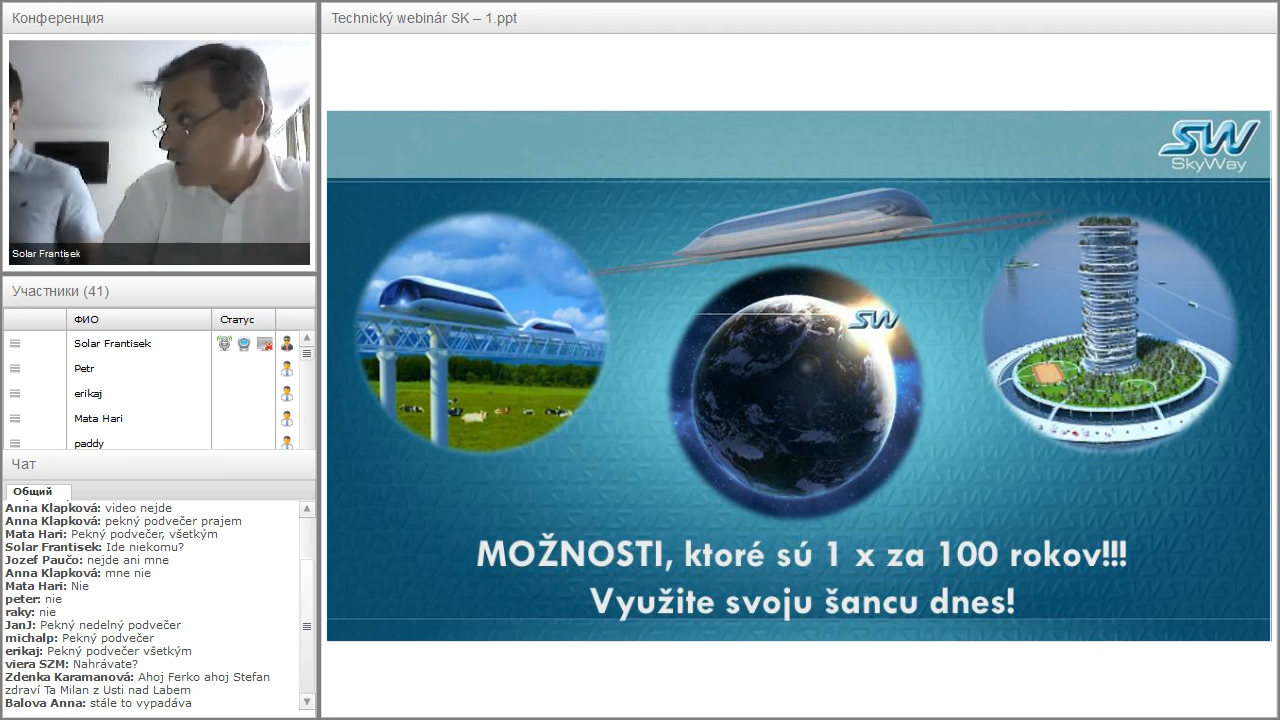 Конференция
Solar Frantisek
Участники (41)
ФИО
Статус
Solar Frantisek
Petr
erikaj
Mata Hari
paddy
Чат
Общий
Anna Klapková: video nejde
Anna Klapková: pekný podvečer prajem
Mata Hari: Pekný podvečer, všetkým
Solar Frantisek: Ide niekomu?
Jozef Paučo: nejde ani mne
Anna Klapková: mne nie
Mata Hari: Nie
peter: nie
raky: nie
JanJ: Pekný nedelný podvečer
michalp: Pekný podvečer
erikaj: Pekný podvečer všetkým
viera SZM: Nahrávate?
Zdenka Karamanová: Ahoj Ferko ahoj Stefan
zdraví Ta Milan z Usti nad Labem
Balova Anna: stále to vypadáva
Technický webinár SK – 1.ppt
SW
SkyWay
SW
MOŽNOSTI, ktoré sú 1 x za 100 rokov!!!
Využite svoju šancu dnes!